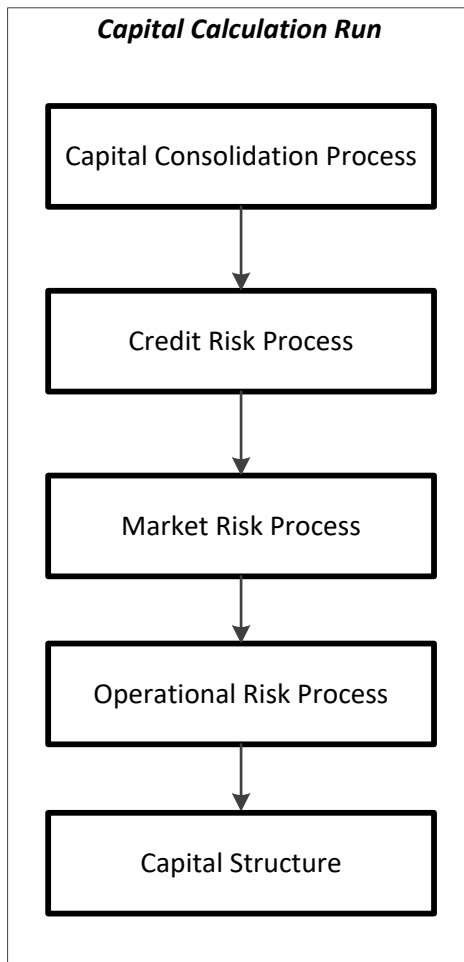 Capital Calculation Run
Capital Consolidation Process
Credit Risk Process
Market Risk Process
Operational Risk Process
Capital Structure